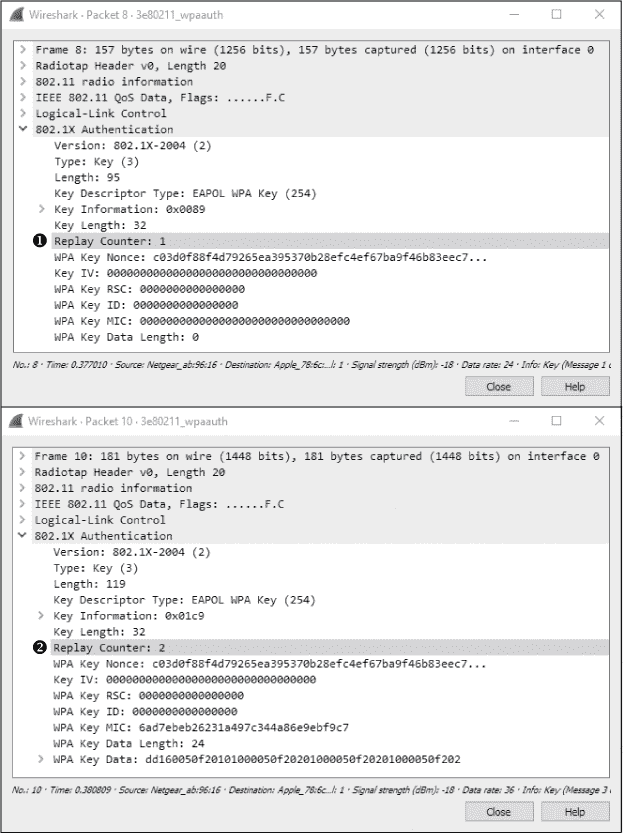 Wireshark · Packet 8 · 3e80211_wpaauth
Frame 8: 157 bytes on wire (1256 bits), 157 bytes captured (1256 bits) on interface 0
Radiotap Header v0, Length 20
802.11 radio information
IEEE 802.11 QoS Data, Flags: ......F.C
Logical-Link Control
802.1X Authentication
Version: 802.1X-2004 (2)
Type: Key (3)
Length: 95
Key Descriptor Type: EAPOL WPA Key (254)
Key Information: 0x0089
Key Length: 32
❶ Replay Counter: 1
WPA Key Nonce: c03d0f88f4d79265ea395370b28efc4ef67ba9f46b83eec7...
Key IV: 00000000000000000000000000000000
WPA Key RSC: 0000000000000000
WPA Key ID: 0000000000000000
WPA Key MIC: 00000000000000000000000000000000
WPA Key Data Length: 0
No.: 8 · Time: 0.377010 · Source: Netgear_ab:96:16 · Destination: Apple_78:6c...l: 1 · Signal strength (dBm): -18 · Data rate: 24 · Info: Key (Message 1
Close Help
Wireshark · Packet 10 · 3e80211_wpaauth
Frame 10: 181 bytes on wire (1448 bits), 181 bytes captured (1448 bits) on interface 0
Radiotap Header v0, Length 20
802.11 radio information
IEEE 802.11 QoS Data, Flags: ......F.C
Logical-Link Control
802.1X Authentication
Version: 802.1X-2004 (2)
Type: Key (3)
Length: 119
Key Descriptor Type: EAPOL WPA Key (254)
Key Information: 0x01c9
Key Length: 32
❷ Replay Counter: 2
WPA Key Nonce: c03d0f88f4d79265ea395370b28efc4ef67ba9f46b83eec7...
Key IV: 00000000000000000000000000000000
WPA Key RSC: 0000000000000000
WPA Key ID: 0000000000000000
WPA Key MIC: 6ad7ebeb26231a497c344a86e9ebf9c7
WPA Key Data Length: 24
WPA Key Data: dd160050f20101000050f20201000050f20201000050f202
No.: 10 · Time: 0.380809 · Source: Netgear_ab:96:16 · Destination: Apple_78:6c...l: 1 · Signal strength (dBm): -18 · Data rate: 36 · Info: Key (Message 3
Close Help